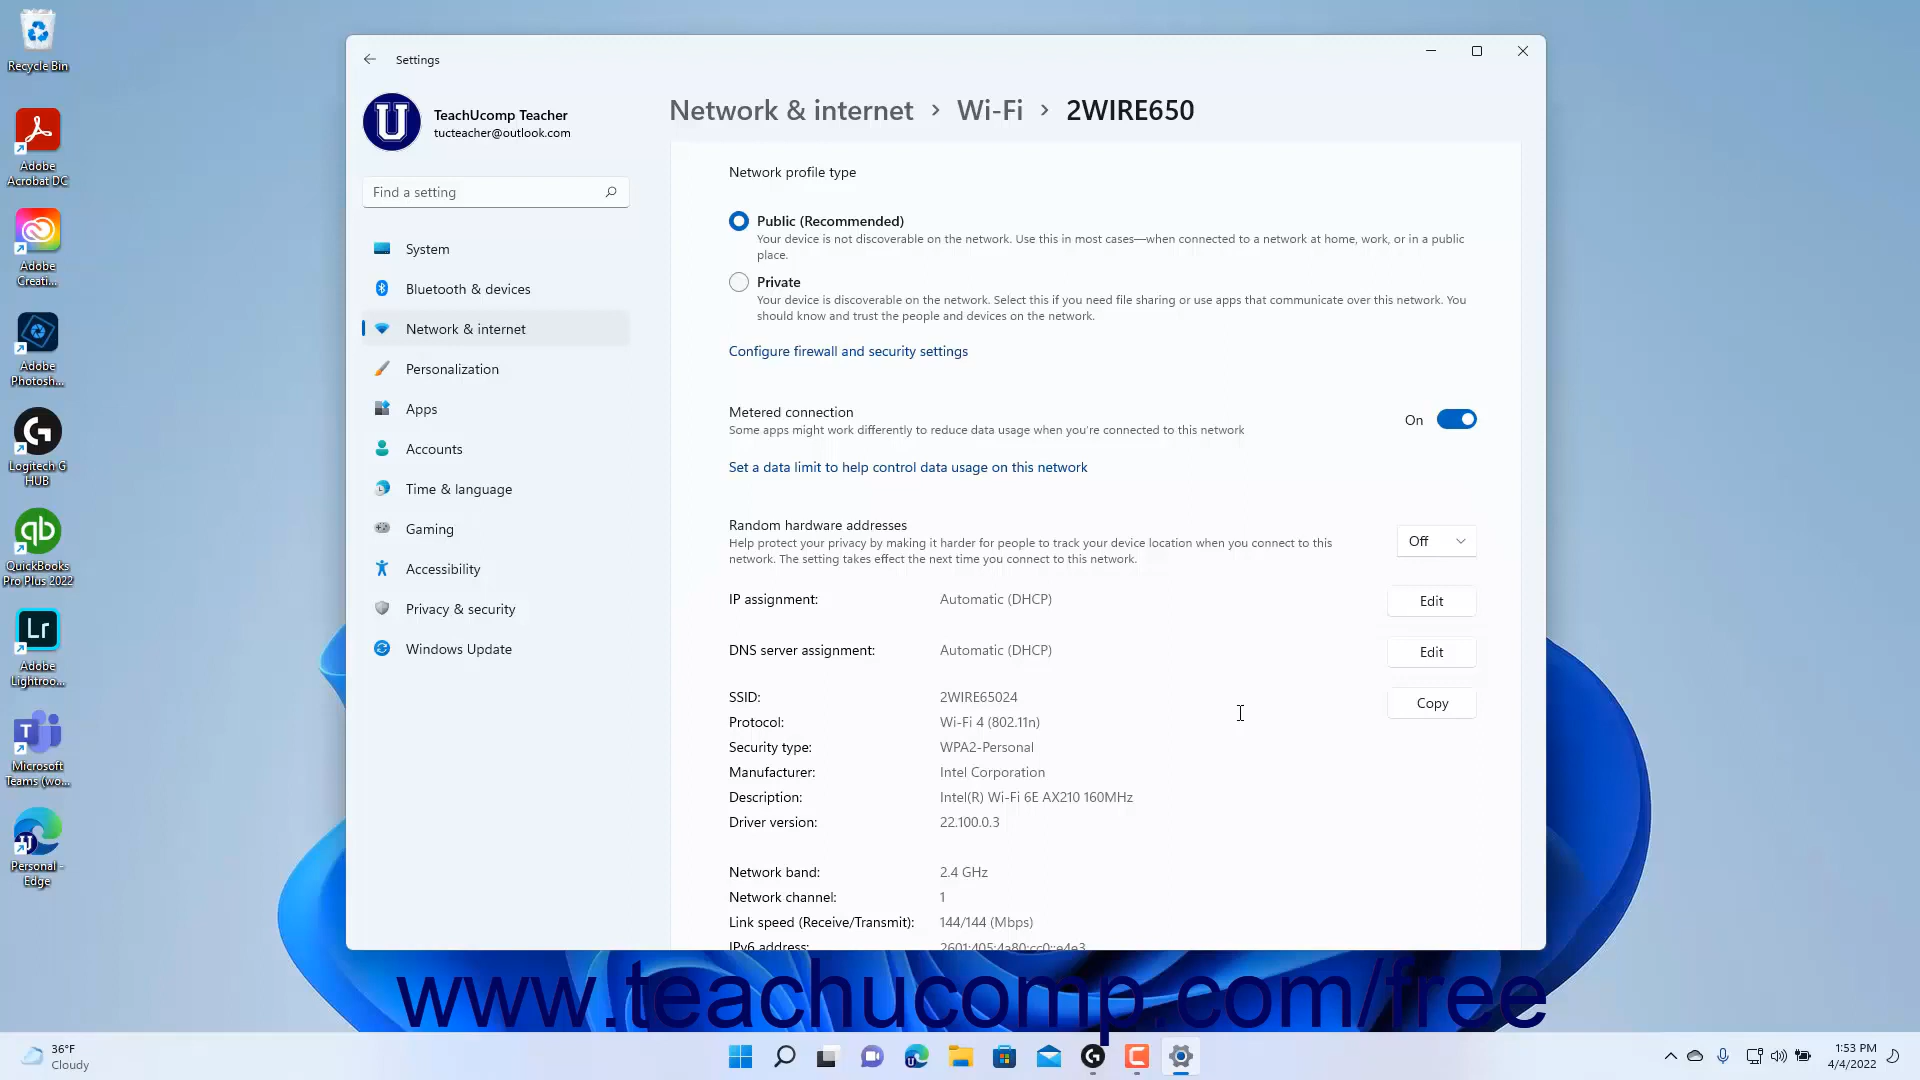 Recycle Bin
Adobe
Acrobat DC
Adobe
Creati...
Adobe
Photosh...
Logitech G
HUB
QuickBooks
Pro Plus 2022
Lr
Adobe
Lightroo...
Microsoft
Teams (wo...
Personal -
Edge
Settings
TeachUcomp Teacher
tucteacher@outlook.com
Find a setting
System
Bluetooth & devices
Network & internet
Personalization
Apps
Accounts
Time & language
Gaming
Accessibility
Privacy & security
Windows Update
Network & internet > Wi-Fi > 2WIRE650
Network profile type
Public (Recommended)
Your device is not discoverable on the network. Use this in most cases—when connected to a network at home, work, or in a public
place.
Private
Your device is discoverable on the network. Select this if you need file sharing or use apps that communicate over this network. You
should know and trust the people and devices on the network.
Configure firewall and security settings
Metered connection
Some apps might work differently to reduce data usage when you're connected to this network
On
Set a data limit to help control data usage on this network
Random hardware addresses
Help protect your privacy by making it harder for people to track your device location when you connect to this
network. The setting takes effect the next time you connect to this network.
Off
IP assignment: Automatic (DHCP) Edit
DNS server assignment: Automatic (DHCP) Edit
SSID: 2WIRE65024 Copy
Protocol: Wi-Fi 4 (802.11n)
Security type: WPA2-Personal
Manufacturer: Intel Corporation
Description: Intel(R) Wi-Fi 6E AX210 160MHz
Driver version: 22.100.0.3
Network band: 2.4 GHz
Network channel: 1
Link speed (Receive/Transmit): 144/144 (Mbps)
IPv6 address: 2601:405:4a80:cc0::e4e3
www.teachucomp.com/free
36°F
Cloudy
1:53 PM
4/4/2022